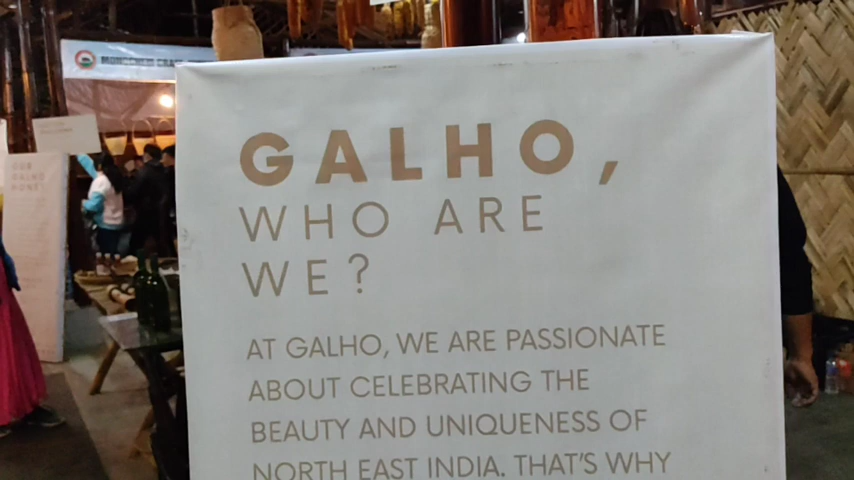 GALHO,
WHO ARE
WE?
AT GALHO, WE ARE PASSIONATE
ABOUT CELEBRATING THE
BEAUTY AND UNIQUENESS OF
NORTH EAST INDIA. THAT'S WHY